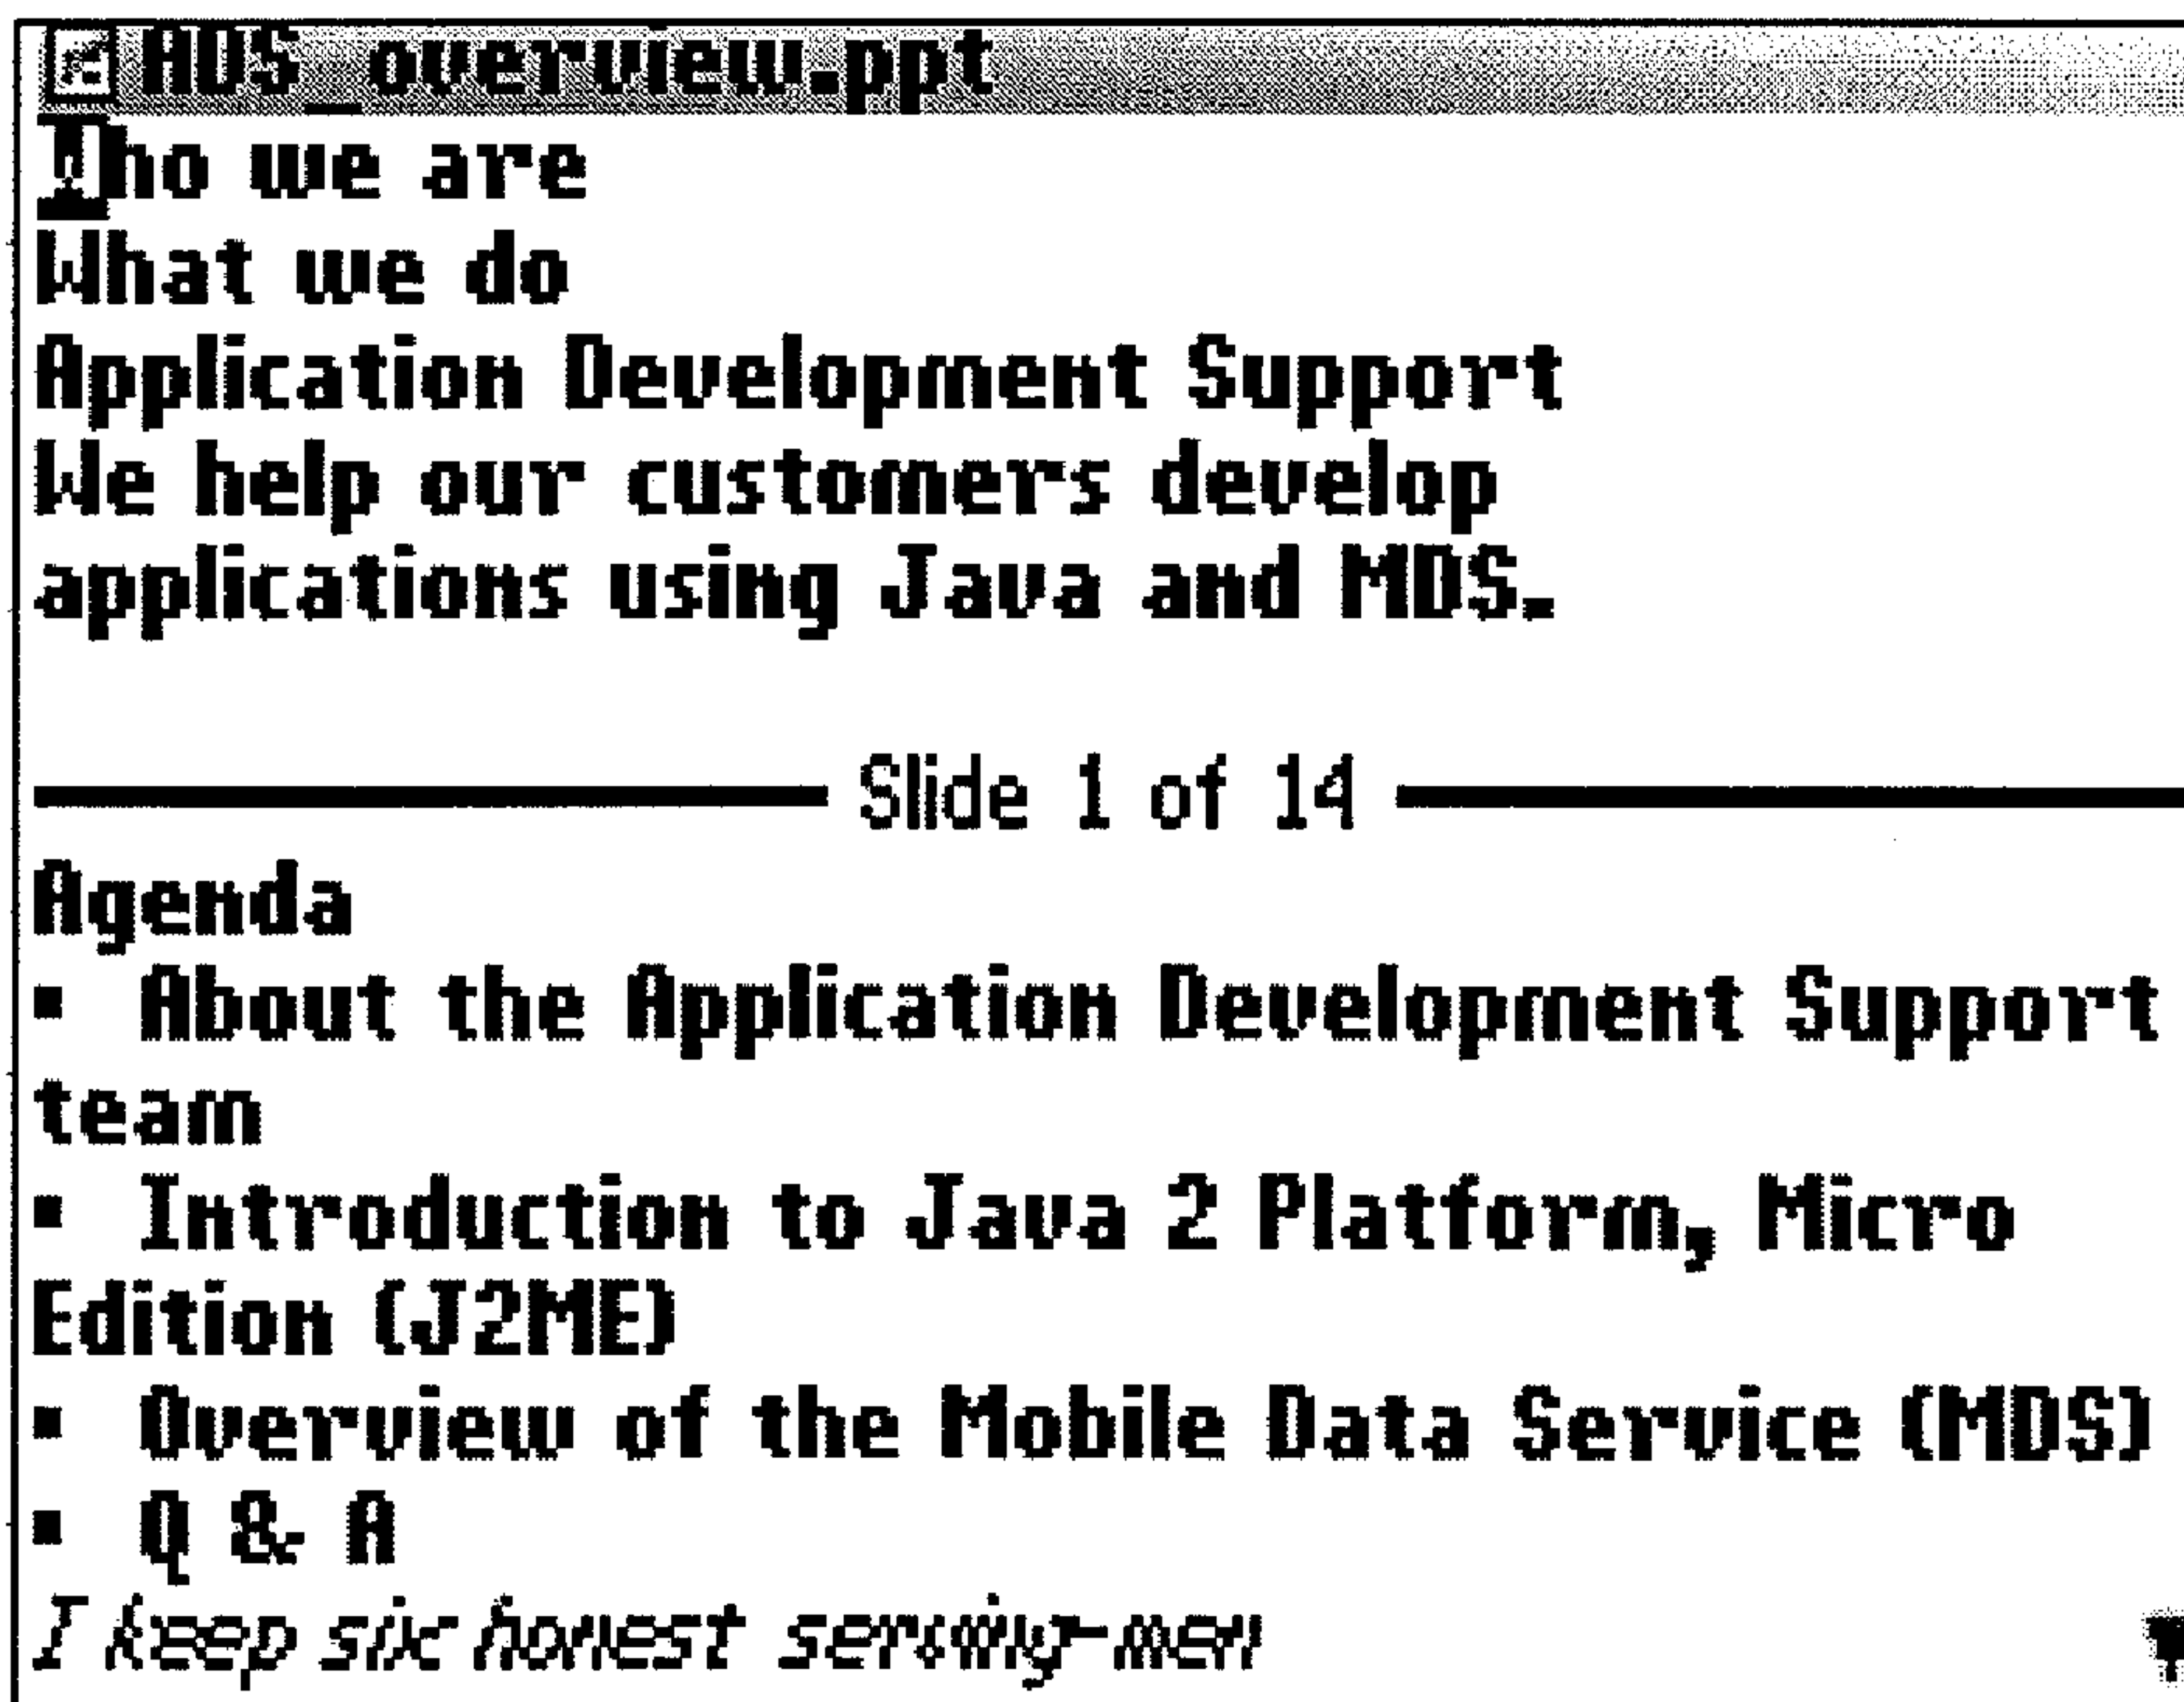 ADS_overview.ppt
Who we are
What we do
Application Development Support
We help our customers develop
applications using Java and MDS.
Slide 1 of 14
Agenda
▪ About the Application Development Support
team
▪ Introduction to Java 2 Platform, Micro
Edition (J2ME)
▪ Overview of the Mobile Data Service (MDS)
▪ Q & A
I keep six honest serving-men